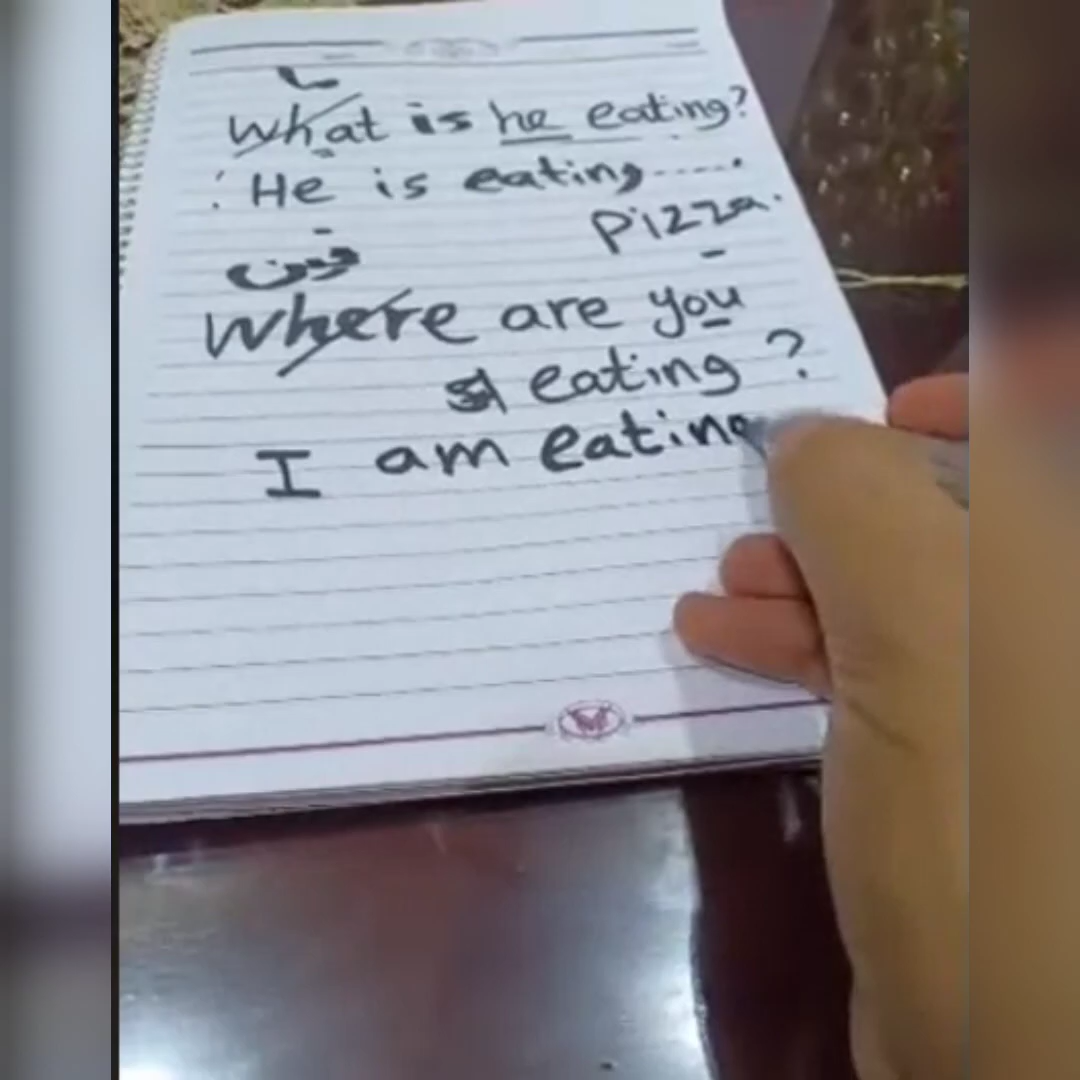 ما
What is he eating?
: He is eating......
Pizza.
فين
Where are you
eating ?
I am eating